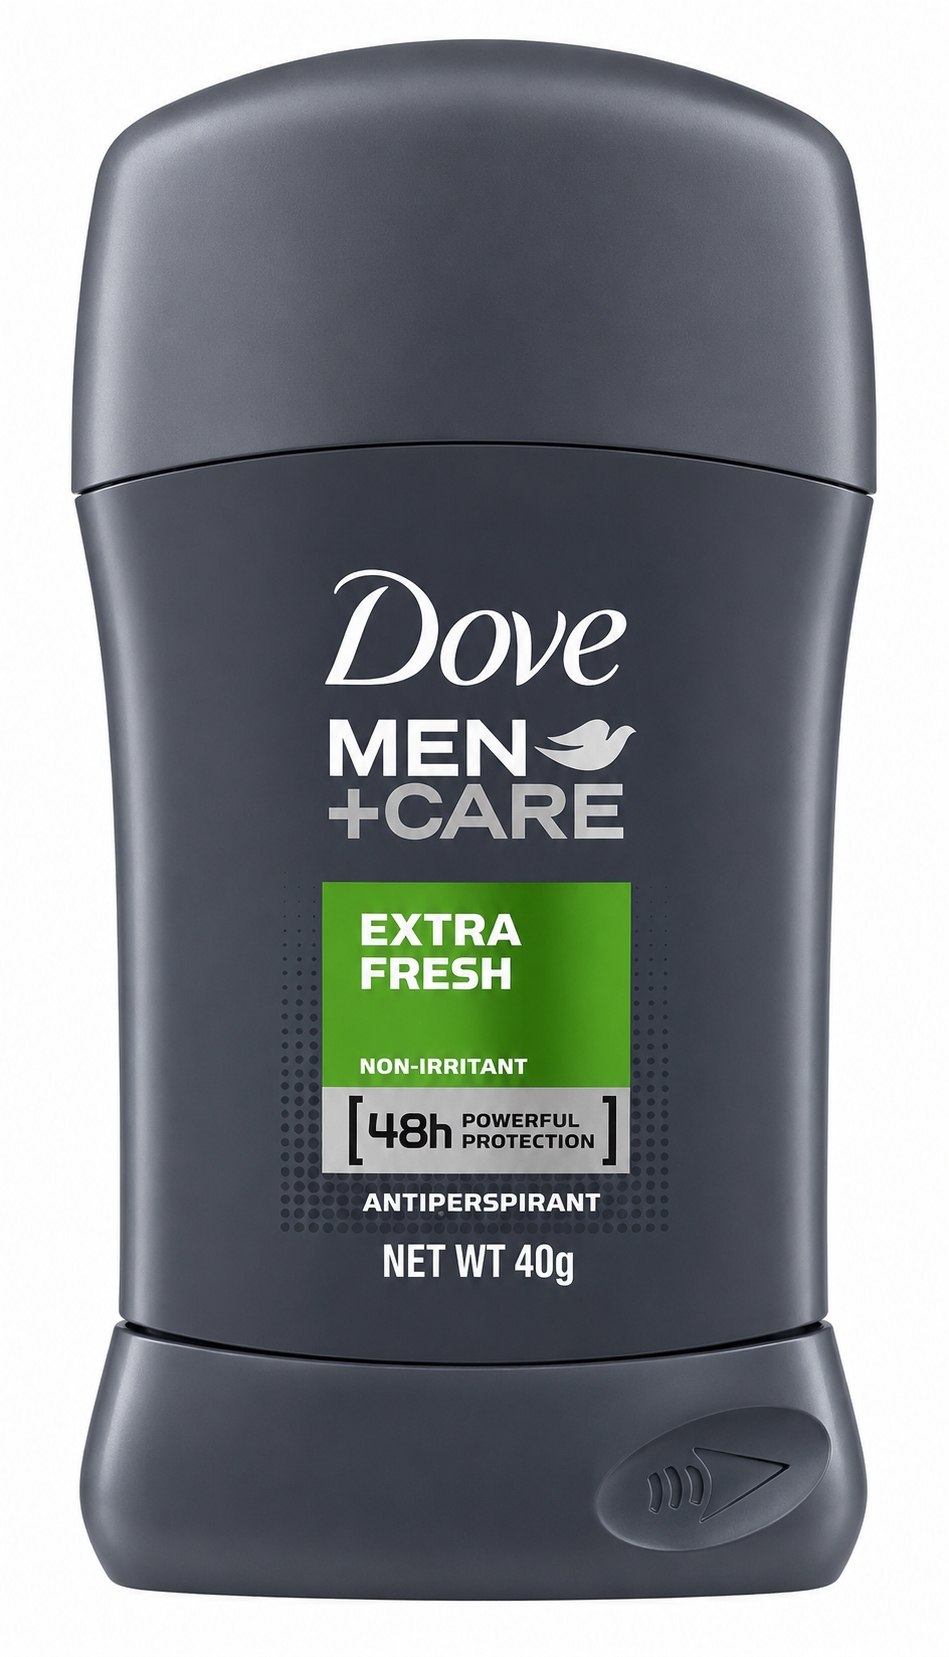 Dove
MEN
+CARE
EXTRA
FRESH
NON-IRRITANT
[48h POWERFUL
PROTECTION]
ANTIPERSPIRANT
NET WT 40g